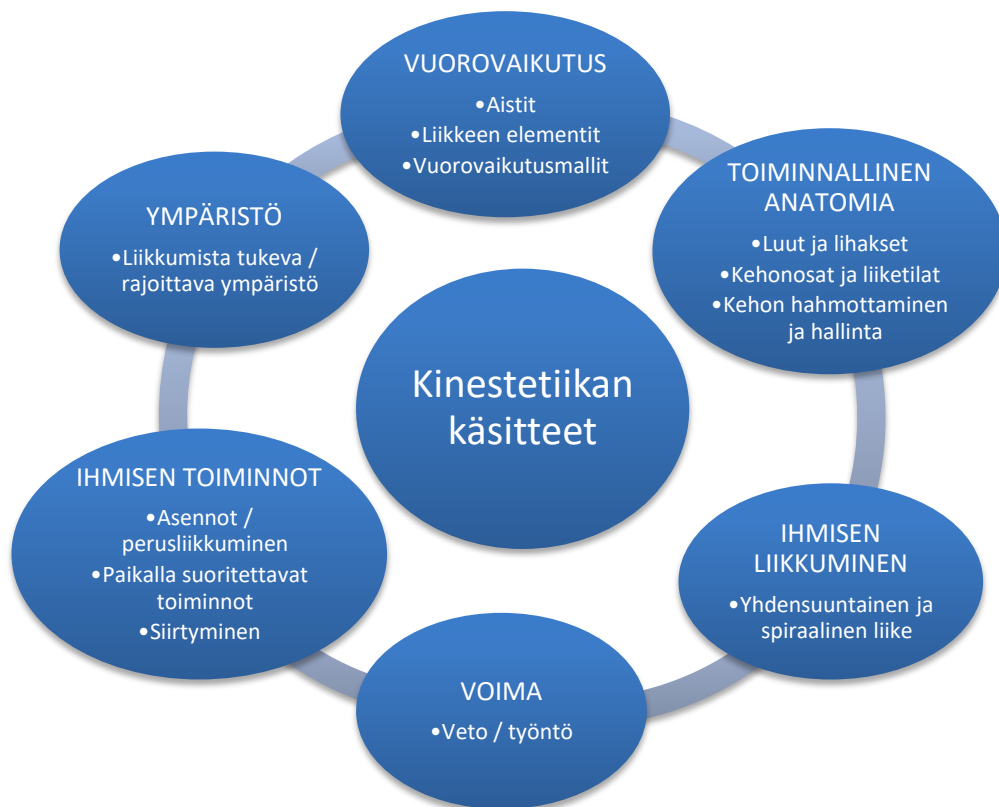 VUOROVAIKUTUS
•Aistit
•Liikkeen elementit
•Vuorovaikutusmallit
TOIMINNALLINEN
ANATOMIA
•Luut ja lihakset
•Kehonosat ja liiketilat
•Kehon hahmottaminen
ja hallinta
IHMISEN
LIIKKUMINEN
•Yhdensuuntainen ja
spiraalinen liike
VOIMA
•Veto / työntö
IHMISEN TOIMINNOT
•Asennot /
perusliikkuminen
•Paikalla suoritettavat
toiminnot
•Siirtyminen
YMPÄRISTÖ
•Liikkumista tukeva /
rajoittava ympäristö
Kinestetiikan
käsitteet